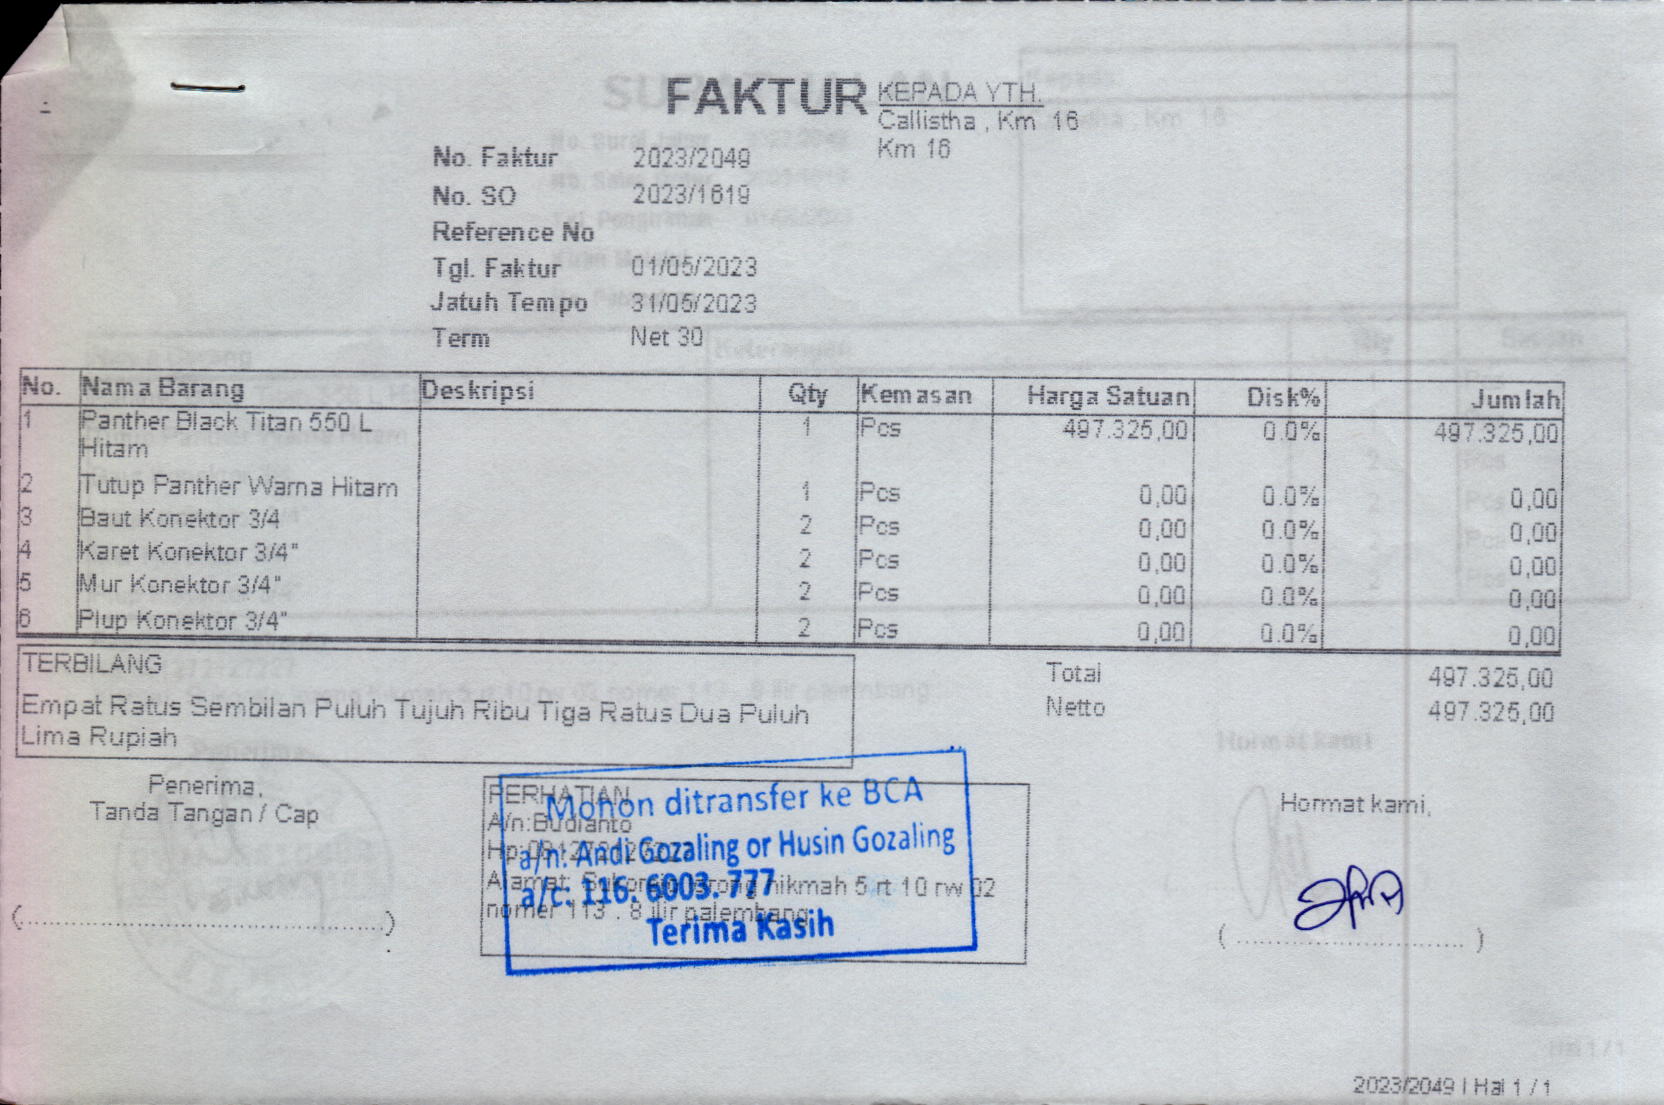 FAKTUR
KEPADA YTH.
Callistha , Km 16
Km 16
No. Faktur 2023/2049
No. SO 2023/1619
Reference No
Tgl. Faktur 01/05/2023
Jatuh Tempo 31/05/2023
Term Net 30
No. Nama Barang Deskripsi Qty Kemasan Harga Satuan Disk% Jumlah
1 Panther Black Titan 550 L 1 Pcs 497.325,00 0.0% 497.325,00
Hitam
2 Tutup Panther Warna Hitam 1 Pcs 0,00 0.0% 0,00
3 Baut Konektor 3/4 2 Pcs 0,00 0.0% 0,00
4 Karet Konektor 3/4" 2 Pcs 0,00 0.0% 0,00
5 Mur Konektor 3/4" 2 Pcs 0,00 0.0% 0,00
6 Plup Konektor 3/4" 2 Pcs 0,00 0.0% 0,00
TERBILANG
Empat Ratus Sembilan Puluh Tujuh Ribu Tiga Ratus Dua Puluh
Lima Rupiah
Total 497.325,00
Netto 497.325,00
Penerima,
Tanda Tangan / Cap
PERHATIAN
A/n:Budianto
Alamat: hikmah 5 rt 10 rw 02
nomer 113 . 8 ilir palembang
Mohon ditransfer ke BCA
a/n. Andi Gozaling or Husin Gozaling
a/c. 116. 6003. 777
Terima Kasih
Hormat kami,
2023/2049 | Hal 1 / 1